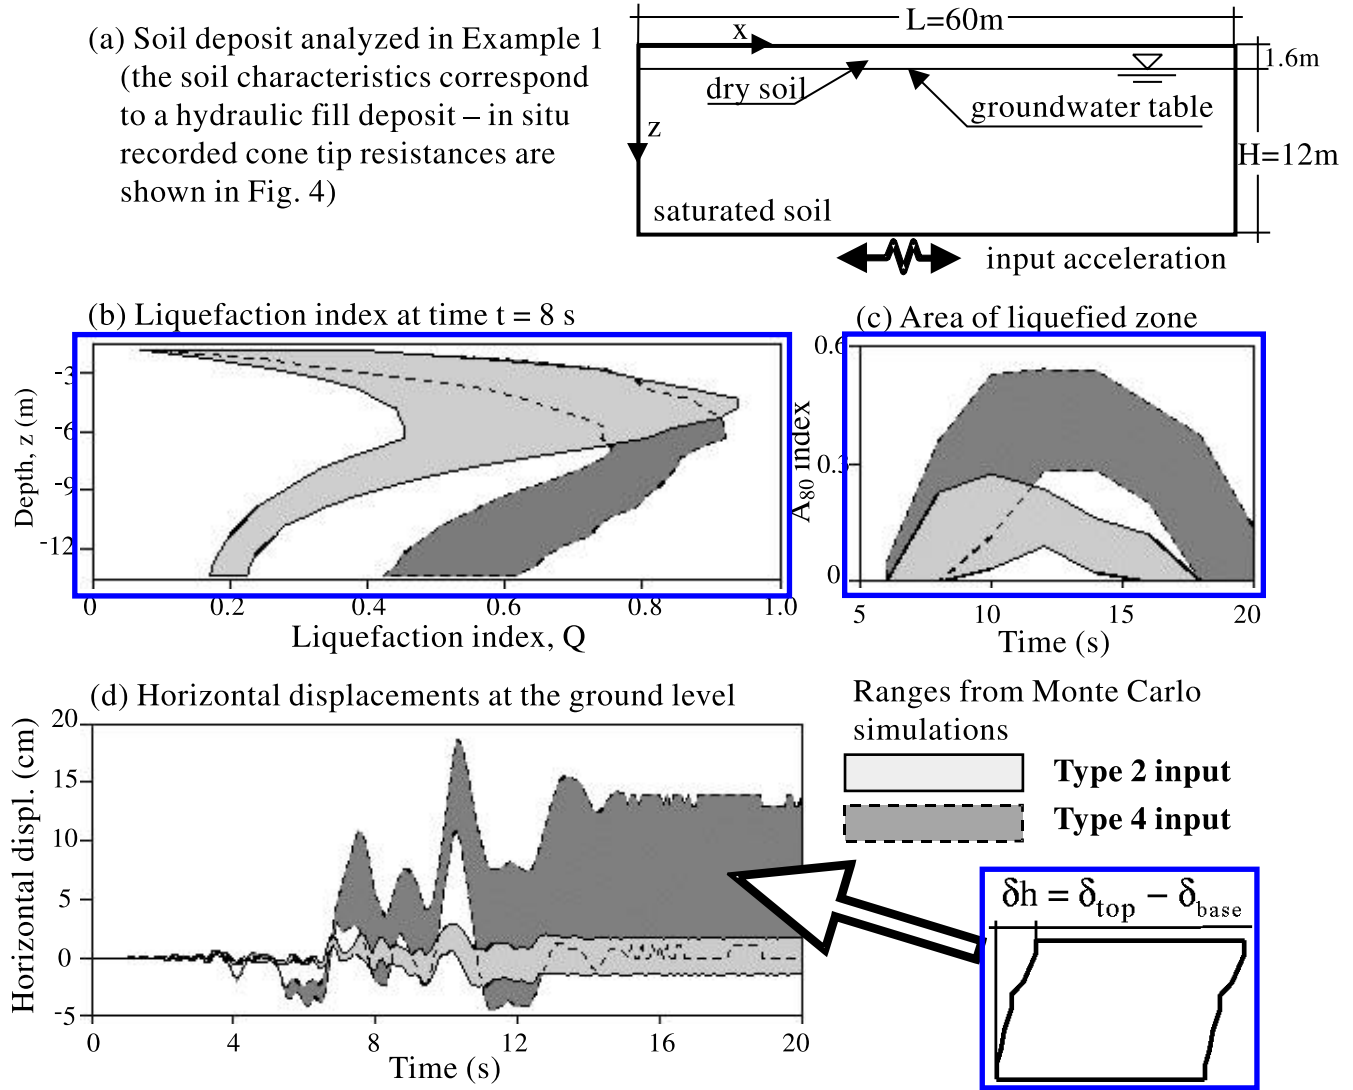 (a) Soil deposit analyzed in Example 1
(the soil characteristics correspond
to a hydraulic fill deposit – in situ
recorded cone tip resistances are
shown in Fig. 4)
L=60m
x
1.6m
dry soil
groundwater table
z
H=12m
saturated soil
input acceleration
(b) Liquefaction index at time t = 8 s
Depth, z (m)
-3
-6
-9
-12
0 0.2 0.4 0.6 0.8 1.0
Liquefaction index, Q
(c) Area of liquefied zone
A80 index
0.6
0.3
0
5 10 15 20
Time (s)
(d) Horizontal displacements at the ground level
Horizontal displ. (cm)
20
15
10
5
0
-5
0 4 8 12 16 20
Time (s)
Ranges from Monte Carlo
simulations
Type 2 input
Type 4 input
δh = δtop − δbase